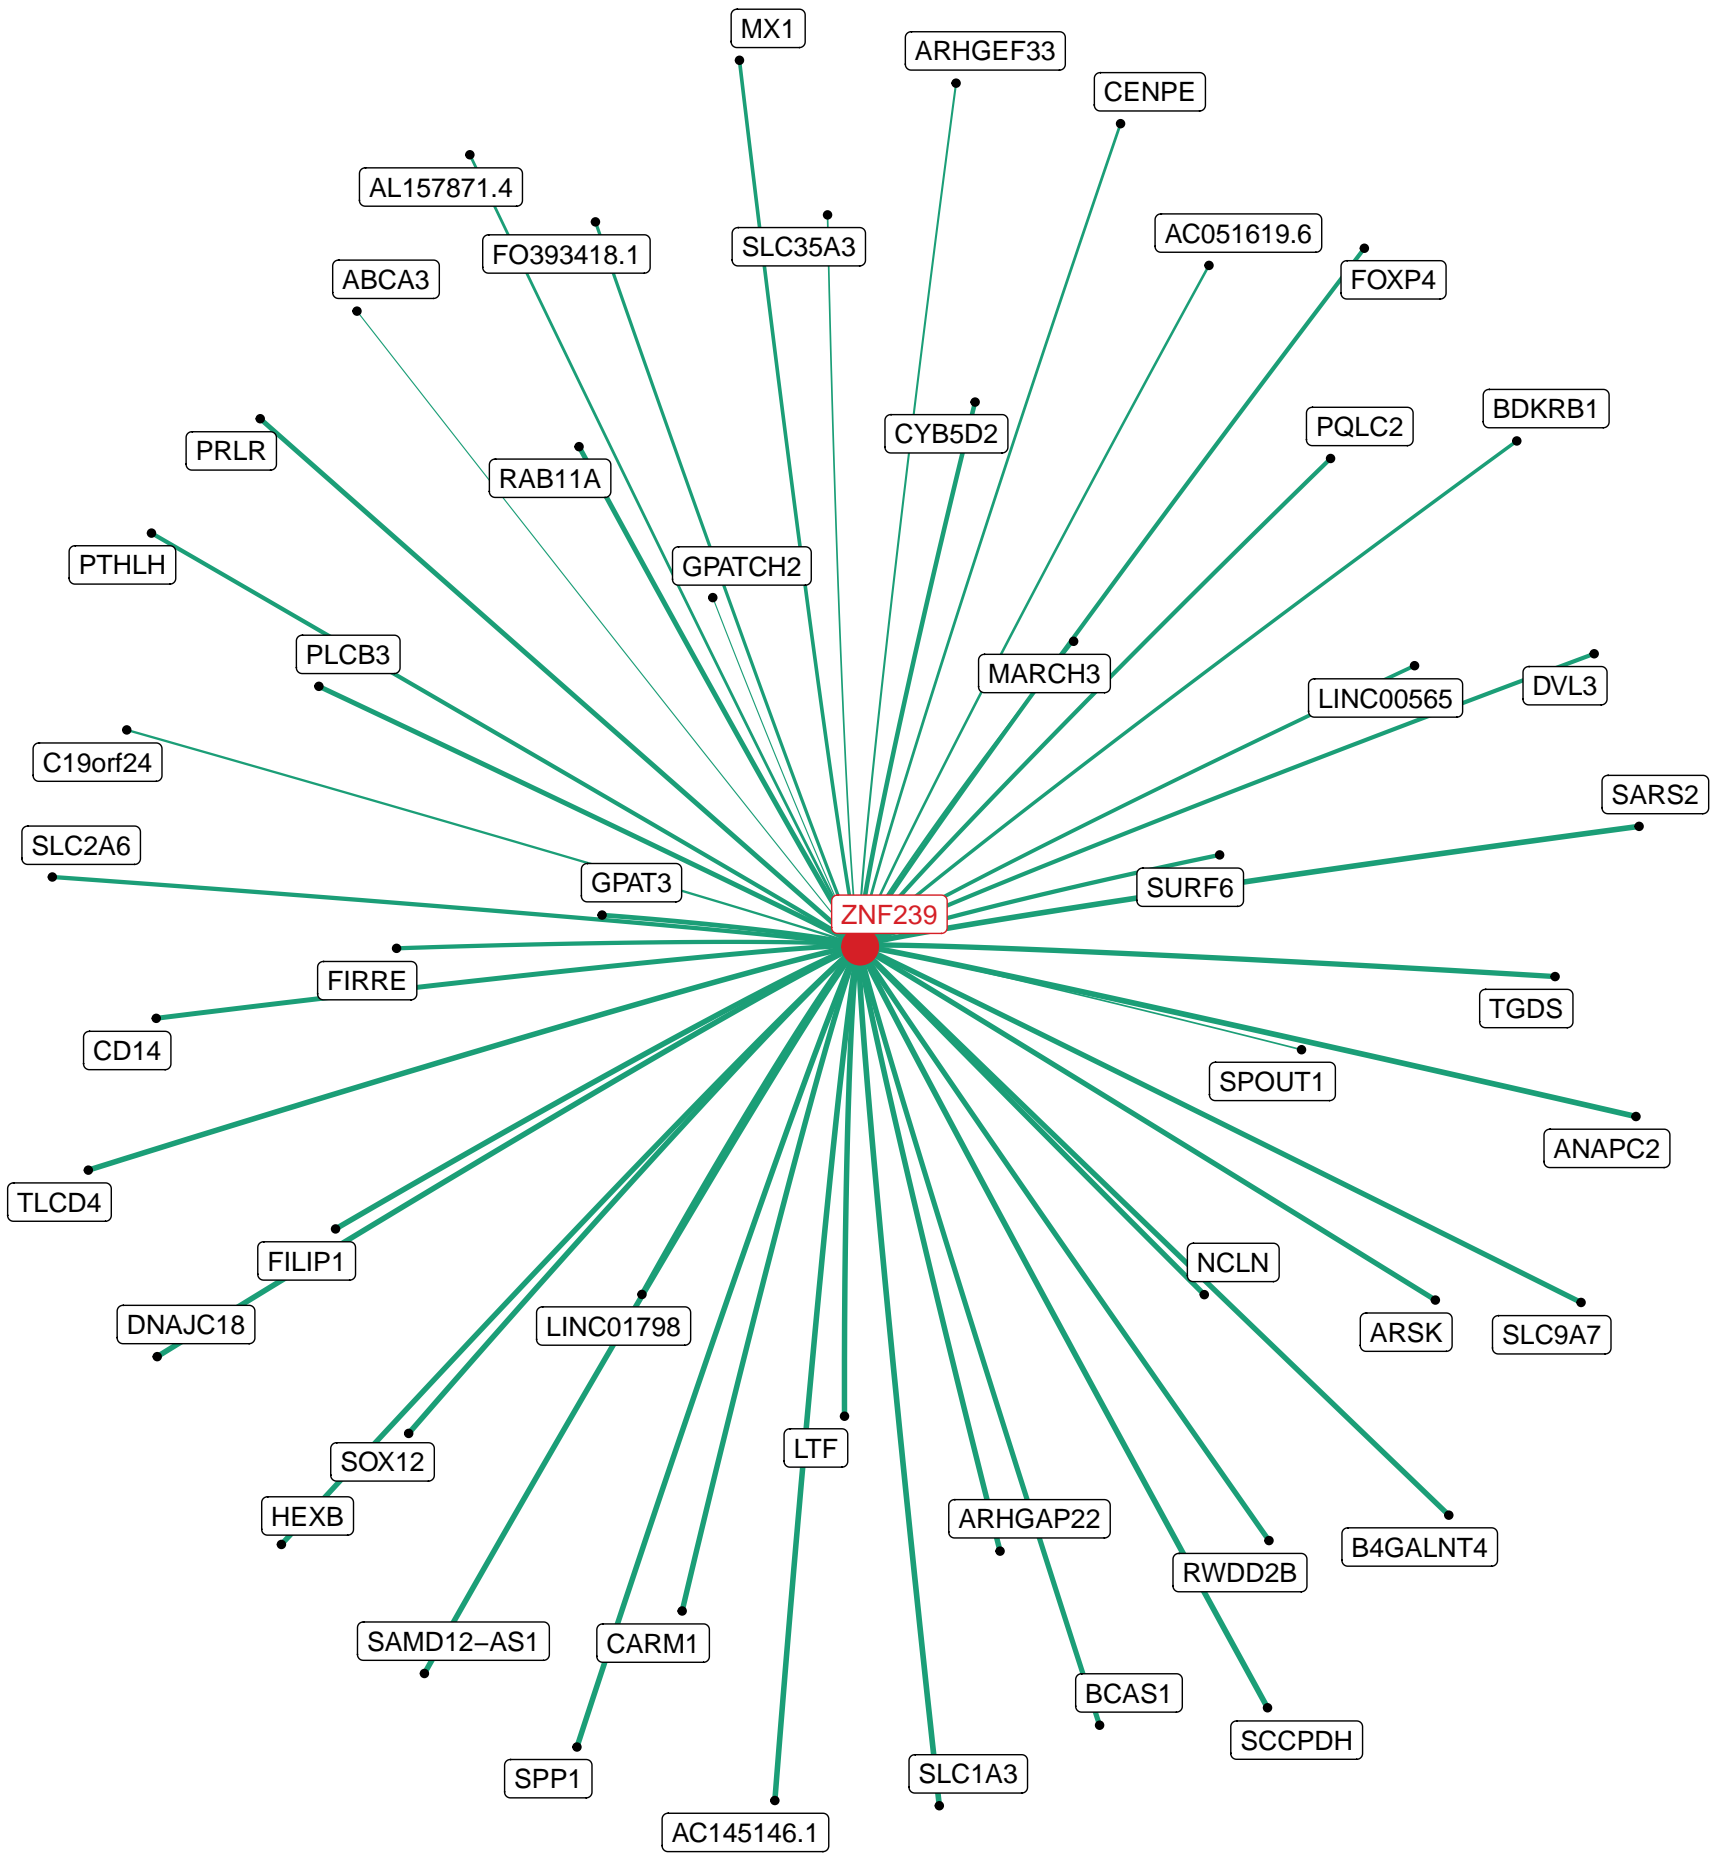 MX1
ARHGEF33
CENPE
AL157871.4
AC051619.6
SLC35A3
FO393418.1
ABCA3
FOXP4
BDKRB1
PQLC2
CYB5D2
PRLR
RAB11A
PTHLH
GPATCH2
PLCB3
MARCH3
DVL3
LINC00565
C19orf24
SARS2
SLC2A6
GPAT3
SURF6
ZNF239
FIRRE
TGDS
CD14
SPOUT1
ANAPC2
TLCD4
FILIP1
NCLN
DNAJC18
LINC01798
ARSK
SLC9A7
LTF
SOX12
HEXB
ARHGAP22
B4GALNT4
RWDD2B
SAMD12−AS1
CARM1
BCAS1
SCCPDH
SLC1A3
SPP1
AC145146.1